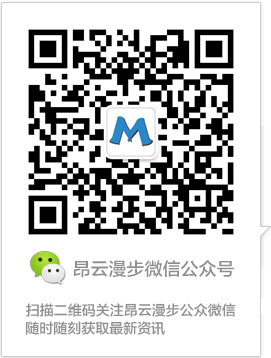 M
昂云漫步微信公众号
扫描二维码关注昂云漫步公众微信
随时随刻获取最新资讯